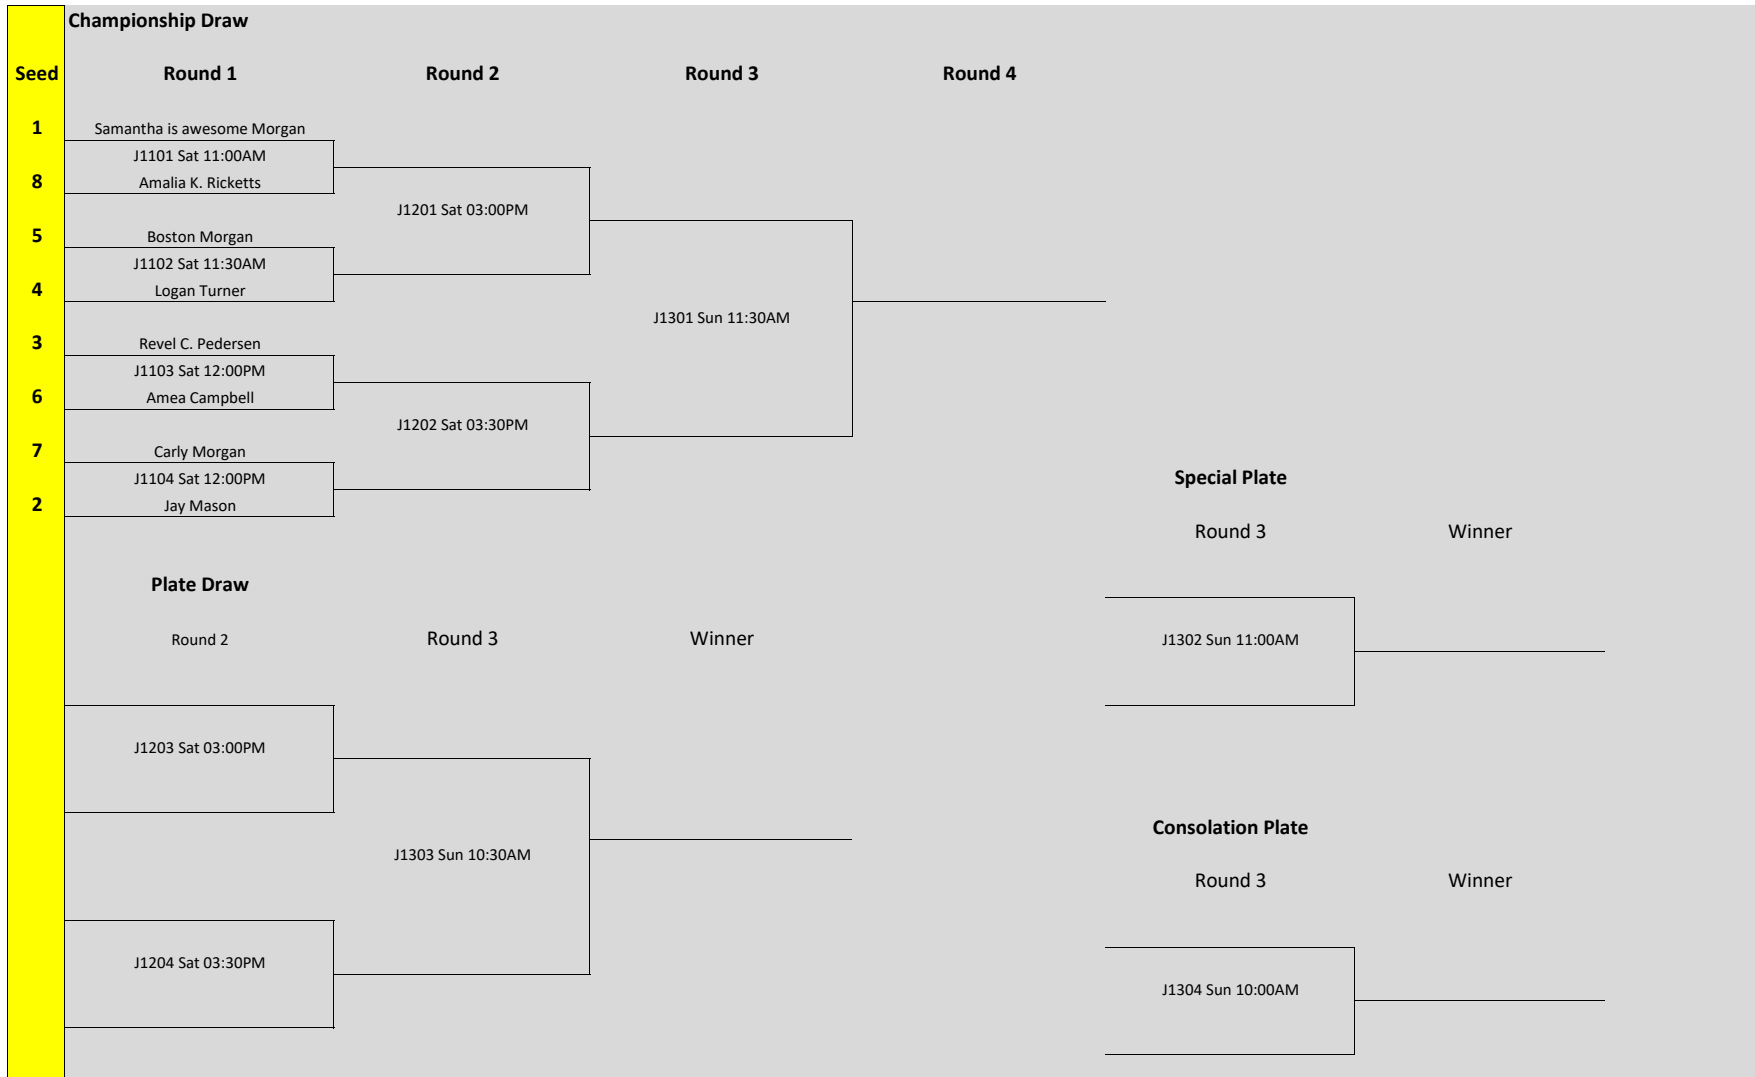 Championship Draw
Seed Round 1 Round 2 Round 3 Round 4
1 Samantha is awesome Morgan
J1101 Sat 11:00AM
8 Amalia K. Ricketts
J1201 Sat 03:00PM
5 Boston Morgan
J1102 Sat 11:30AM
4 Logan Turner
J1301 Sun 11:30AM
3 Revel C. Pedersen
J1103 Sat 12:00PM
6 Amea Campbell
J1202 Sat 03:30PM
7 Carly Morgan
J1104 Sat 12:00PM
Special Plate
2 Jay Mason
Round 3 Winner
Plate Draw
Round 2 Round 3 Winner
J1302 Sun 11:00AM
J1203 Sat 03:00PM
Consolation Plate
J1303 Sun 10:30AM
Round 3 Winner
J1204 Sat 03:30PM
J1304 Sun 10:00AM